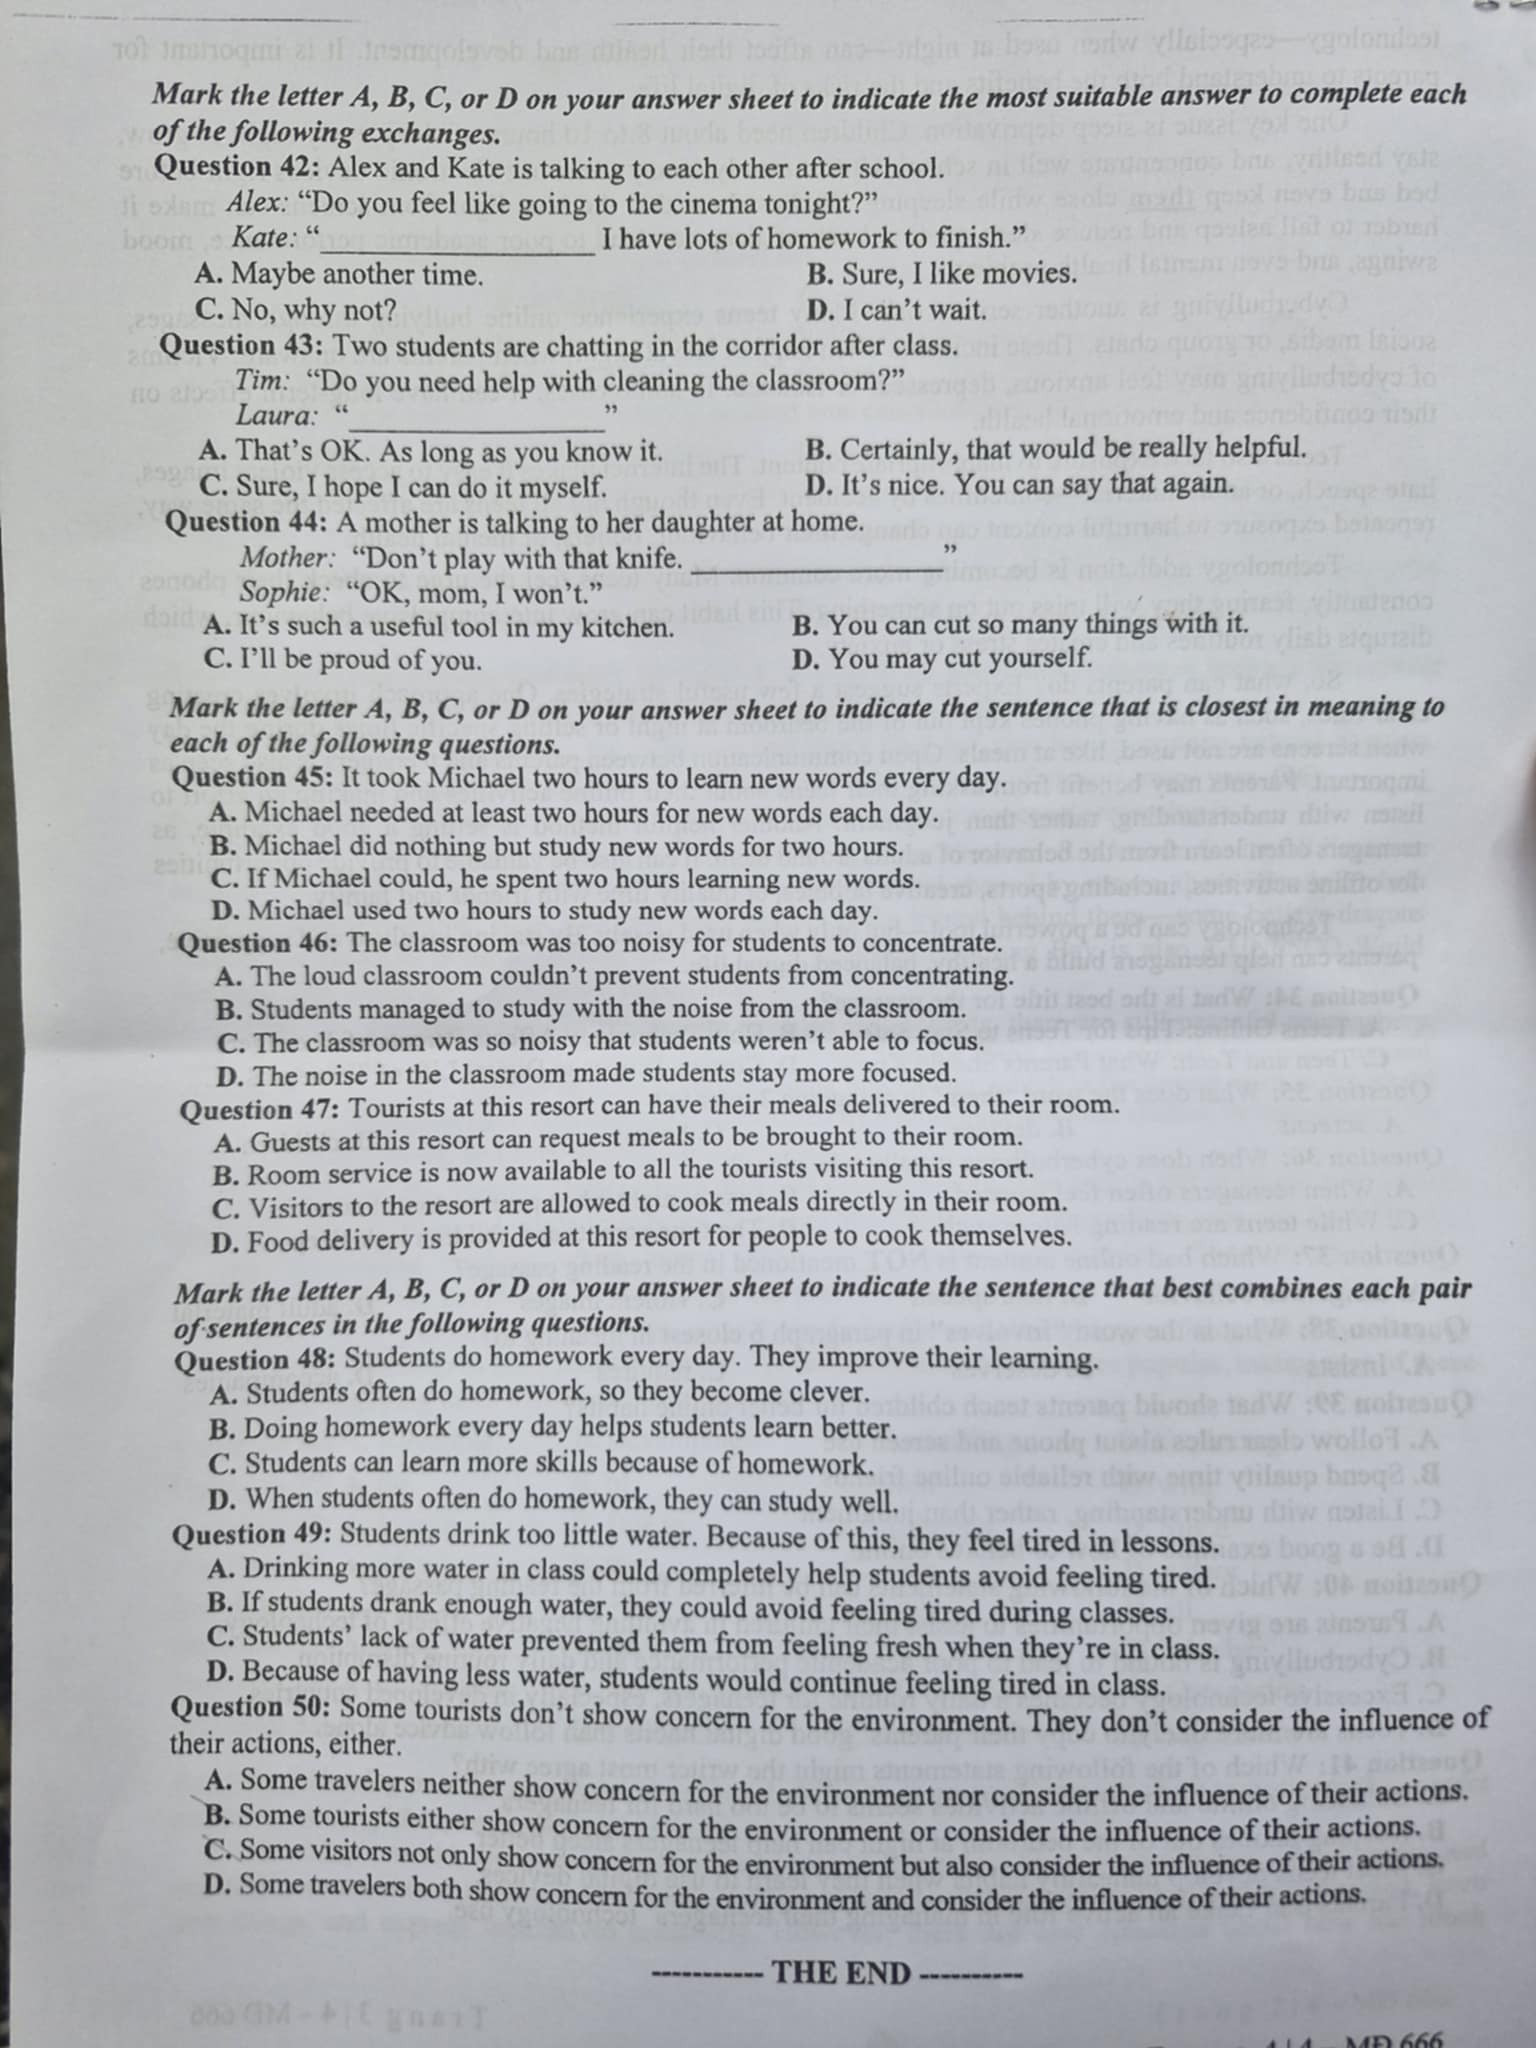 Mark the letter A, B, C, or D on your answer sheet to indicate the most suitable answer to complete each
of the following exchanges.
Question 42: Alex and Kate is talking to each other after school.
Alex: “Do you feel like going to the cinema tonight?”
Kate: “____________________ I have lots of homework to finish.”
A. Maybe another time. B. Sure, I like movies.
C. No, why not? D. I can’t wait.
Question 43: Two students are chatting in the corridor after class.
Tim: “Do you need help with cleaning the classroom?”
Laura: “____________________”
A. That’s OK. As long as you know it. B. Certainly, that would be really helpful.
C. Sure, I hope I can do it myself. D. It’s nice. You can say that again.
Question 44: A mother is talking to her daughter at home.
Mother: “Don’t play with that knife. ____________________”
Sophie: “OK, mom, I won’t.”
A. It’s such a useful tool in my kitchen. B. You can cut so many things with it.
C. I’ll be proud of you. D. You may cut yourself.
Mark the letter A, B, C, or D on your answer sheet to indicate the sentence that is closest in meaning to
each of the following questions.
Question 45: It took Michael two hours to learn new words every day.
A. Michael needed at least two hours for new words each day.
B. Michael did nothing but study new words for two hours.
C. If Michael could, he spent two hours learning new words.
D. Michael used two hours to study new words each day.
Question 46: The classroom was too noisy for students to concentrate.
A. The loud classroom couldn’t prevent students from concentrating.
B. Students managed to study with the noise from the classroom.
C. The classroom was so noisy that students weren’t able to focus.
D. The noise in the classroom made students stay more focused.
Question 47: Tourists at this resort can have their meals delivered to their room.
A. Guests at this resort can request meals to be brought to their room.
B. Room service is now available to all the tourists visiting this resort.
C. Visitors to the resort are allowed to cook meals directly in their room.
D. Food delivery is provided at this resort for people to cook themselves.
Mark the letter A, B, C, or D on your answer sheet to indicate the sentence that best combines each pair
of sentences in the following questions.
Question 48: Students do homework every day. They improve their learning.
A. Students often do homework, so they become clever.
B. Doing homework every day helps students learn better.
C. Students can learn more skills because of homework.
D. When students often do homework, they can study well.
Question 49: Students drink too little water. Because of this, they feel tired in lessons.
A. Drinking more water in class could completely help students avoid feeling tired.
B. If students drank enough water, they could avoid feeling tired during classes.
C. Students’ lack of water prevented them from feeling fresh when they’re in class.
D. Because of having less water, students would continue feeling tired in class.
Question 50: Some tourists don’t show concern for the environment. They don’t consider the influence of
their actions, either.
A. Some travelers neither show concern for the environment nor consider the influence of their actions.
B. Some tourists either show concern for the environment or consider the influence of their actions.
C. Some visitors not only show concern for the environment but also consider the influence of their actions.
D. Some travelers both show concern for the environment and consider the influence of their actions.
----------- THE END ----------
4 | 4 - MĐ 666